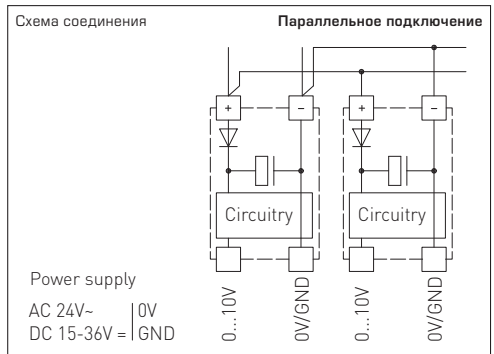 Схема соединения
Параллельное подключение
+
–
+
–
Circuitry
Circuitry
Power supply
AC 24V~ 0V
DC 15-36V = GND
0...10V
0V/GND
0...10V
0V/GND